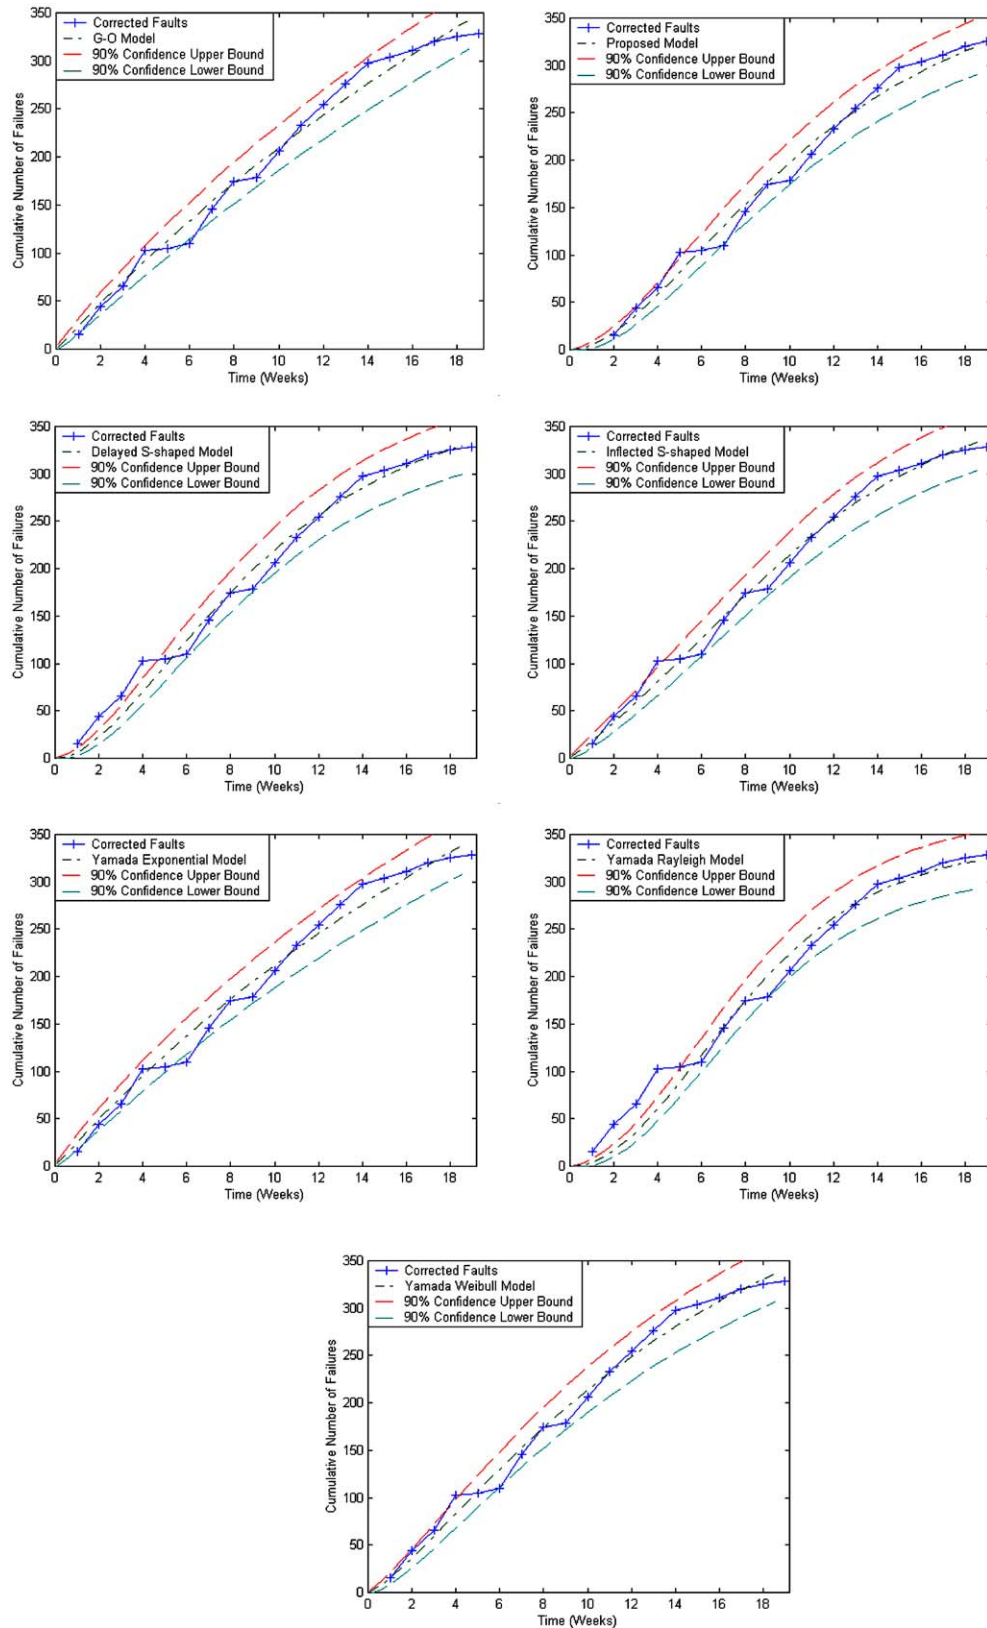 350
300
250
200
150
100
50
0
Cumulative Number of Failures
Corrected Faults
G-O Model
90% Confidence Upper Bound
90% Confidence Lower Bound
0 2 4 6 8 10 12 14 16 18
Time (Weeks)
350
300
250
200
150
100
50
0
Cumulative Number of Failures
Corrected Faults
Proposed Model
90% Confidence Upper Bound
90% Confidence Lower Bound
0 2 4 6 8 10 12 14 16 18
Time (Weeks)
350
300
250
200
150
100
50
0
Cumulative Number of Failures
Corrected Faults
Delayed S-shaped Model
90% Confidence Upper Bound
90% Confidence Lower Bound
0 2 4 6 8 10 12 14 16 18
Time (Weeks)
350
300
250
200
150
100
50
0
Cumulative Number of Failures
Corrected Faults
Inflected S-shaped Model
90% Confidence Upper Bound
90% Confidence Lower Bound
0 2 4 6 8 10 12 14 16 18
Time (Weeks)
350
300
250
200
150
100
50
0
Cumulative Number of Failures
Corrected Faults
Yamada Exponential Model
90% Confidence Upper Bound
90% Confidence Lower Bound
0 2 4 6 8 10 12 14 16 18
Time (Weeks)
350
300
250
200
150
100
50
0
Cumulative Number of Failures
Corrected Faults
Yamada Rayleigh Model
90% Confidence Upper Bound
90% Confidence Lower Bound
0 2 4 6 8 10 12 14 16 18
Time (Weeks)
350
300
250
200
150
100
50
0
Cumulative Number of Failures
Corrected Faults
Yamada Weibull Model
90% Confidence Upper Bound
90% Confidence Lower Bound
0 2 4 6 8 10 12 14 16 18
Time (Weeks)